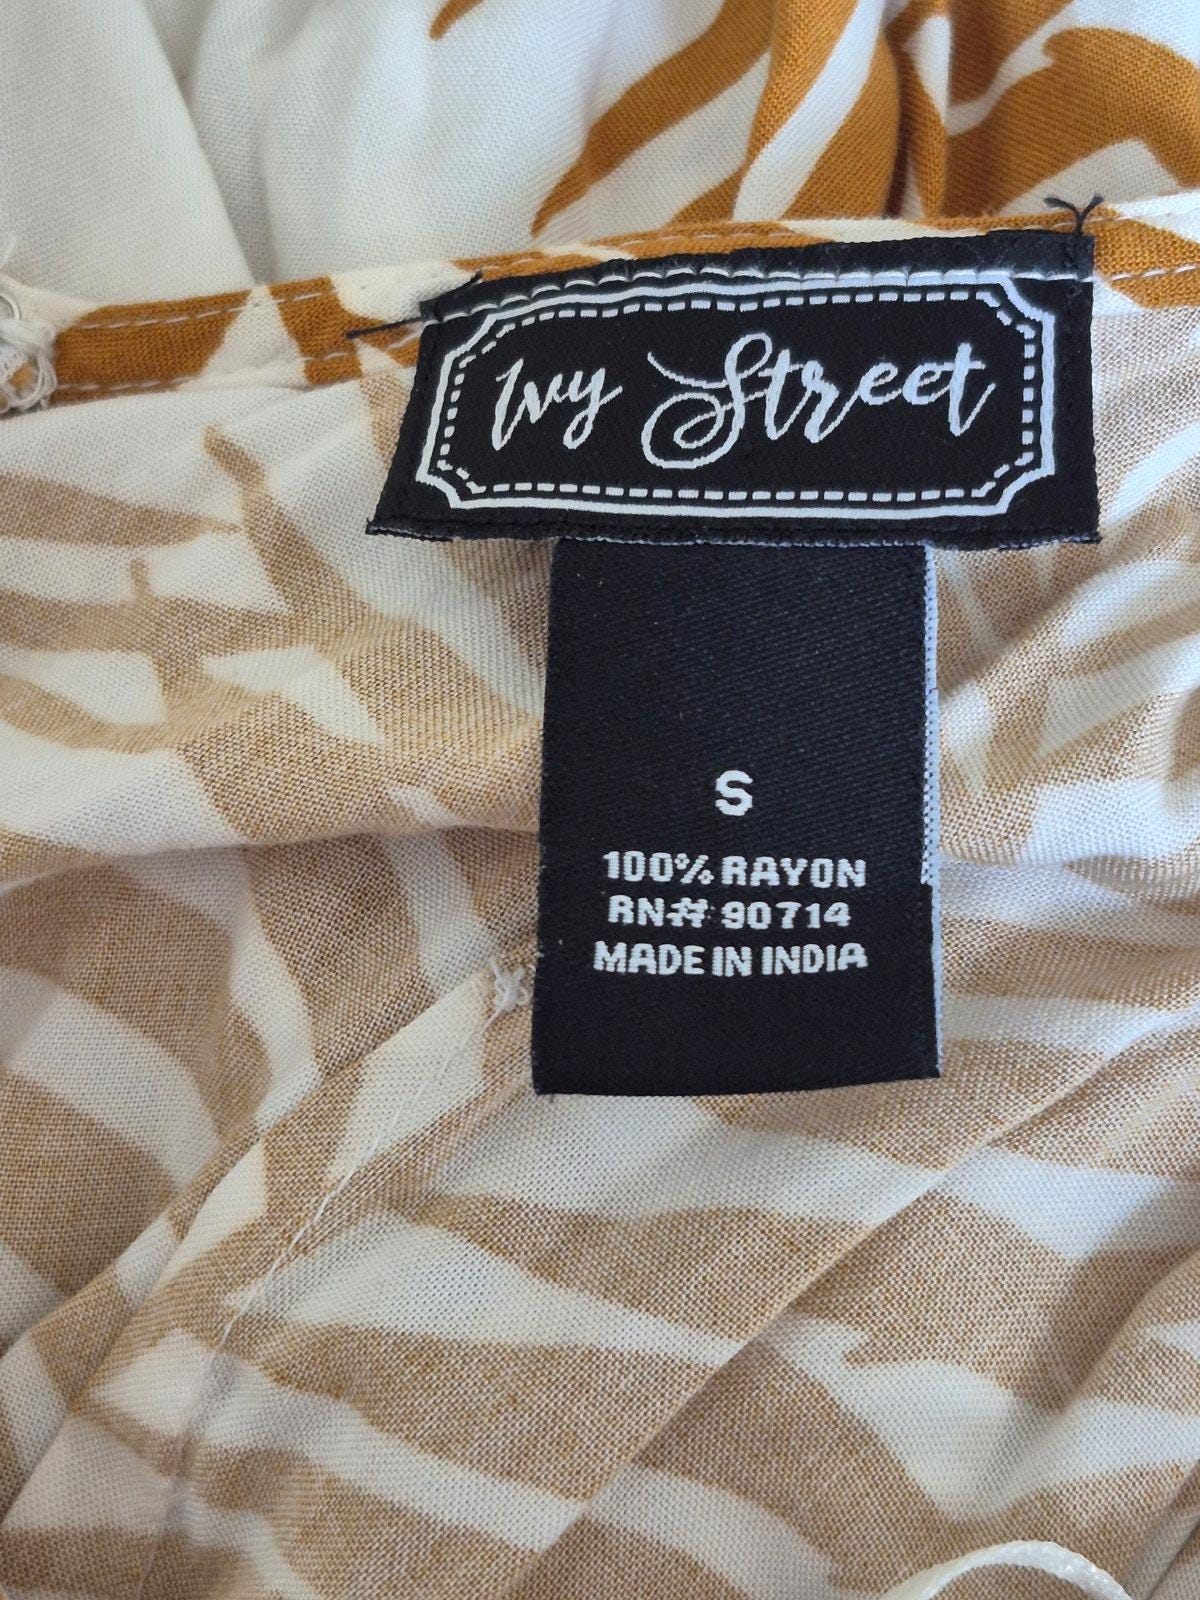 Ivy Street
S
100% RAYON
RN# 90714
MADE IN INDIA